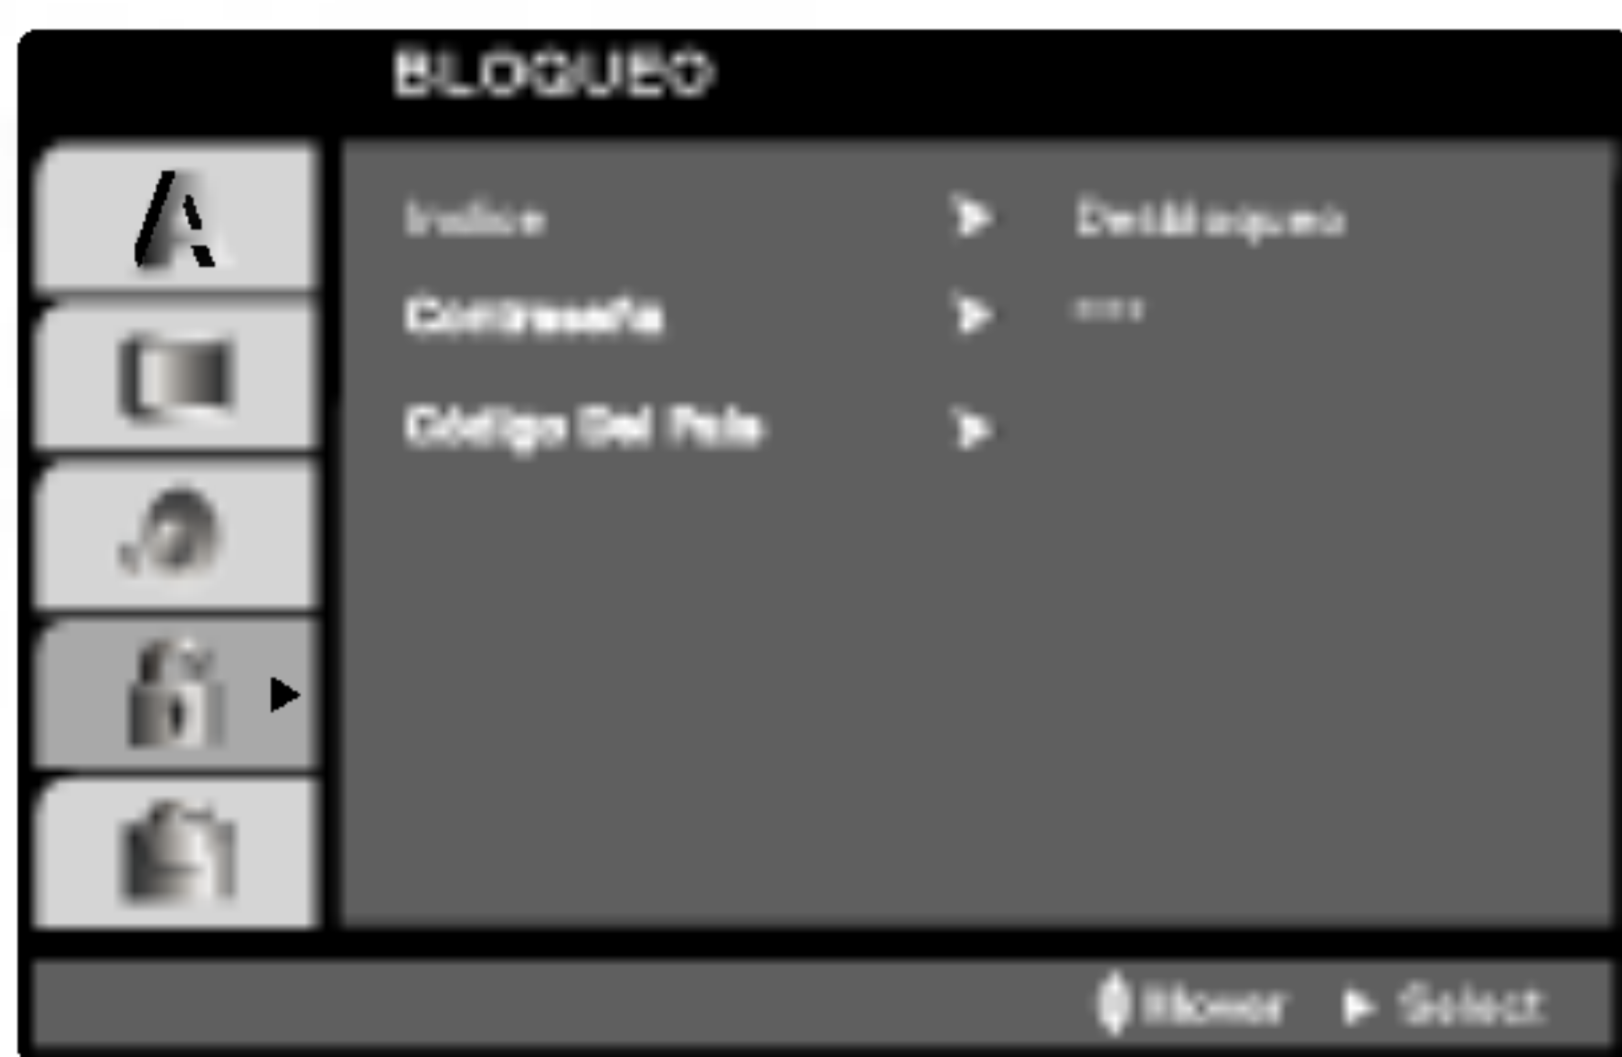 BLOQUEO
Indice Desbloqueo
Contraseña ***
Código Del País
Mover Select